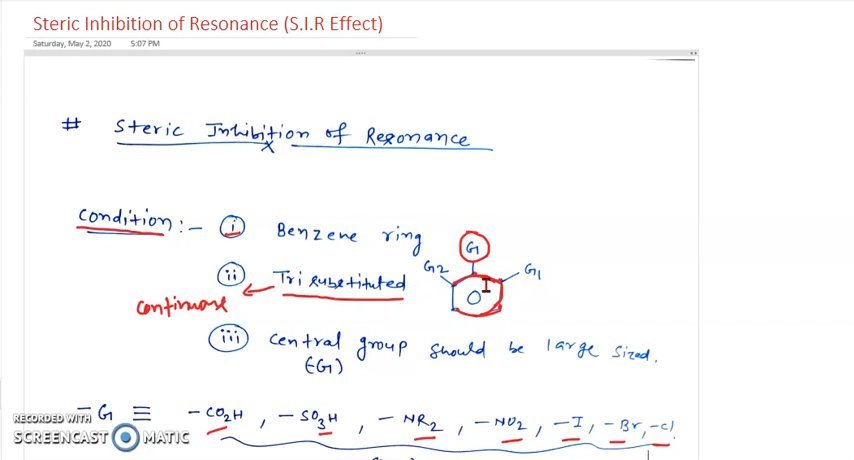 Steric Inhibition of Resonance (S.I.R Effect)
Saturday, May 2, 2020 5:07 PM
# Steric Inhibition of Resonance
Condition :- (i) Benzene ring
G
G2 G1
(ii) Trisubstituted
continuous
(iii) Central group should be large sized.
(-G)
-G ≡ -CO2H, -SO3H, -NR2, -NO2, -I, -Br, -Cl
RECORDED WITH
SCREENCAST MATIC